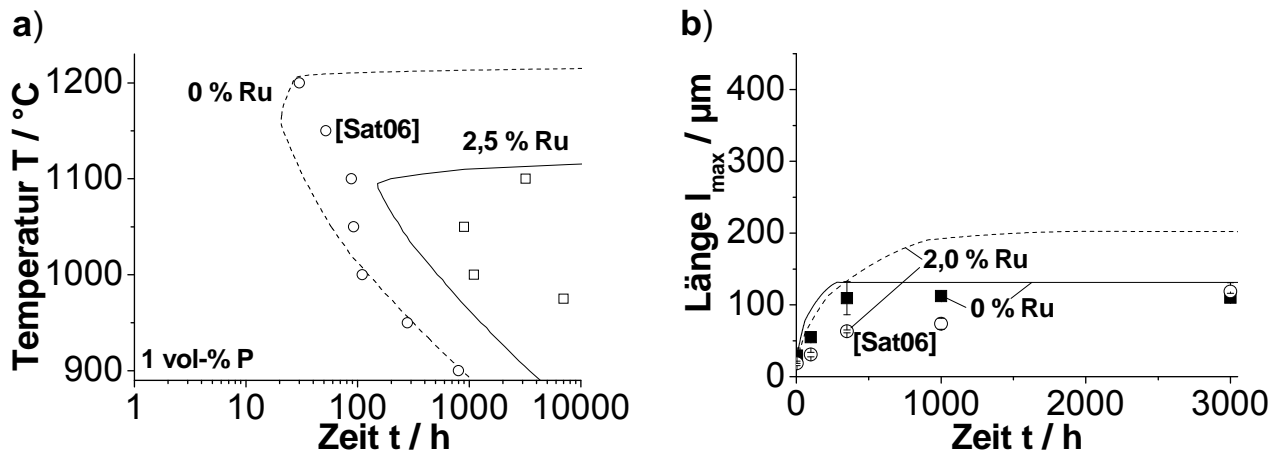 a)
Temperatur T / °C
1200
1100
1000
900
0 % Ru
[Sat06]
2,5 % Ru
1 vol-% P
1 10 100 1000 10000
Zeit t / h
b)
Länge lmax / µm
400
300
200
100
0
2,0 % Ru
0 % Ru
[Sat06]
0 1000 2000 3000
Zeit t / h